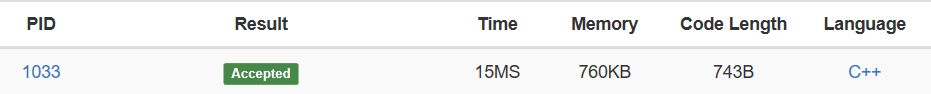 PID Result Time Memory Code Length Language
1033 Accepted 15MS 760KB 743B C++